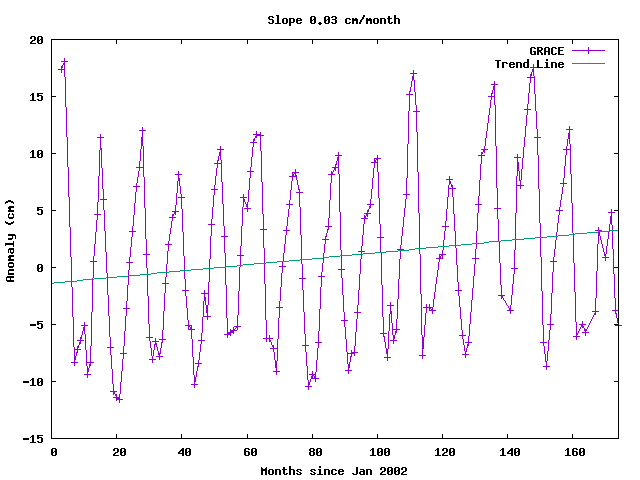 Slope 0.03 cm/month
GRACE
Trend Line
20
15
10
5
0
-5
-10
-15
Anomaly (cm)
0 20 40 60 80 100 120 140 160
Months since Jan 2002